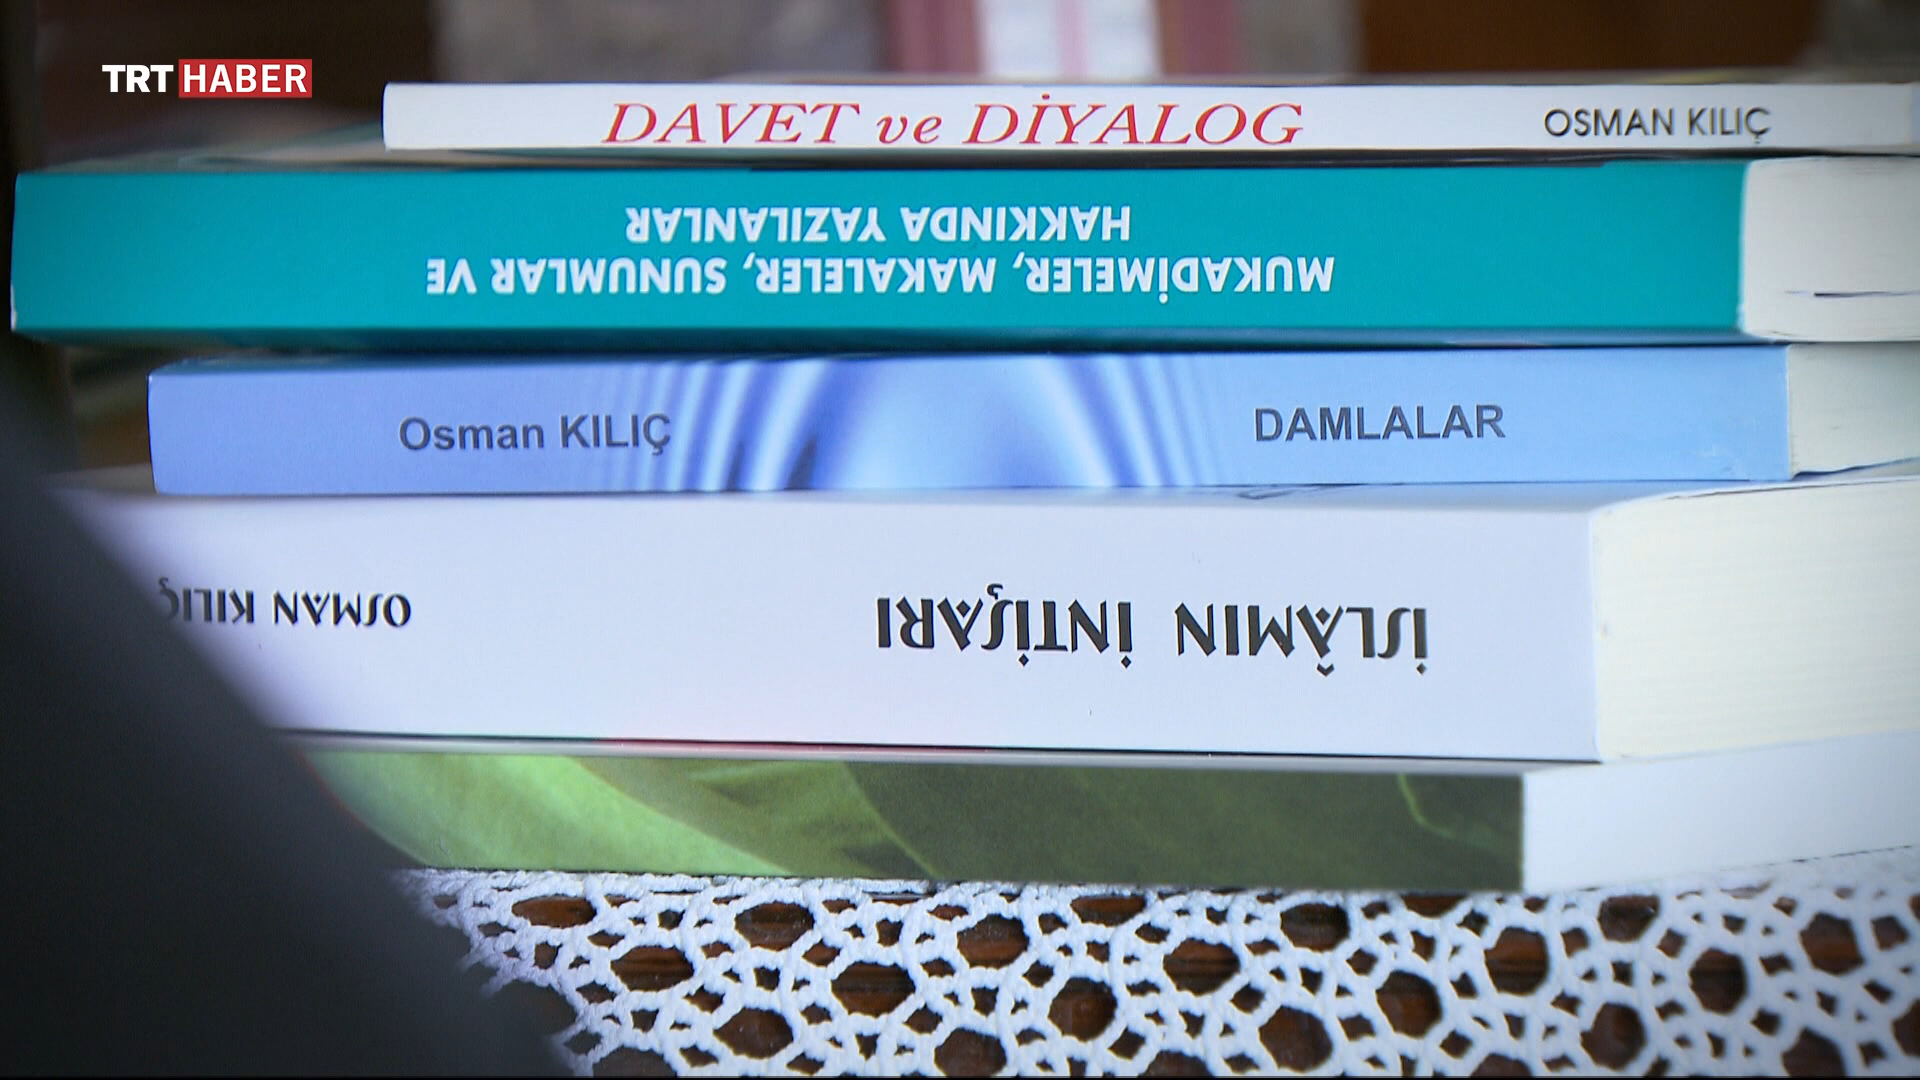 TRT HABER
DAVET ve DİYALOG OSMAN KILIÇ
MUKADİMELER, MAKALELER, SUNUMLAR VE
HAKKINDA YAZILANLAR
Osman KILIÇ DAMLALAR
İSLÂMIN İNTİŞARI OSMAN KILIÇ